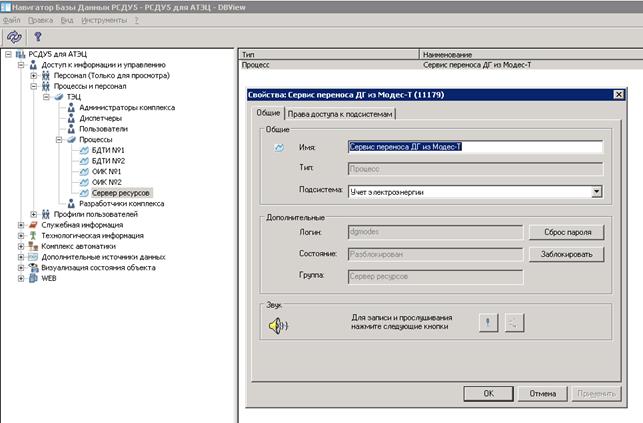 Навигатор Базы Данных РСДУ5 - РСДУ5 для АТЭЦ - DBView
Файл Правка Вид Инструменты ?
РСДУ5 для АТЭЦ
Доступ к информации и управлению
Персонал (Только для просмотра)
Процессы и персонал
ТЭЦ
Администраторы комплекса
Диспетчеры
Пользователи
Процессы
БДТИ №1
БДТИ №2
ОИК №1
ОИК №2
Сервер ресурсов
Разработчики комплекса
Профили пользователей
Служебная информация
Технологическая информация
Комплекс автоматики
Дополнительные источники данных
Визуализация состояния объекта
WEB
Тип Наименование
Процесс Сервис переноса ДГ из Модес-Т
Свойства: Сервис переноса ДГ из Модес-Т (11179)
Общие Права доступа к подсистемам
Общие
Имя: Сервис переноса ДГ из Модес-Т
Тип: Процесс
Подсистема: Учет электроэнергии
Дополнительные
Логин: dgmodes Сброс пароля
Состояние: Разблокирован Заблокировать
Группа: Сервер ресурсов
Звук
Для записи и прослушивания
нажмите следующие кнопки
OK Отмена Применить